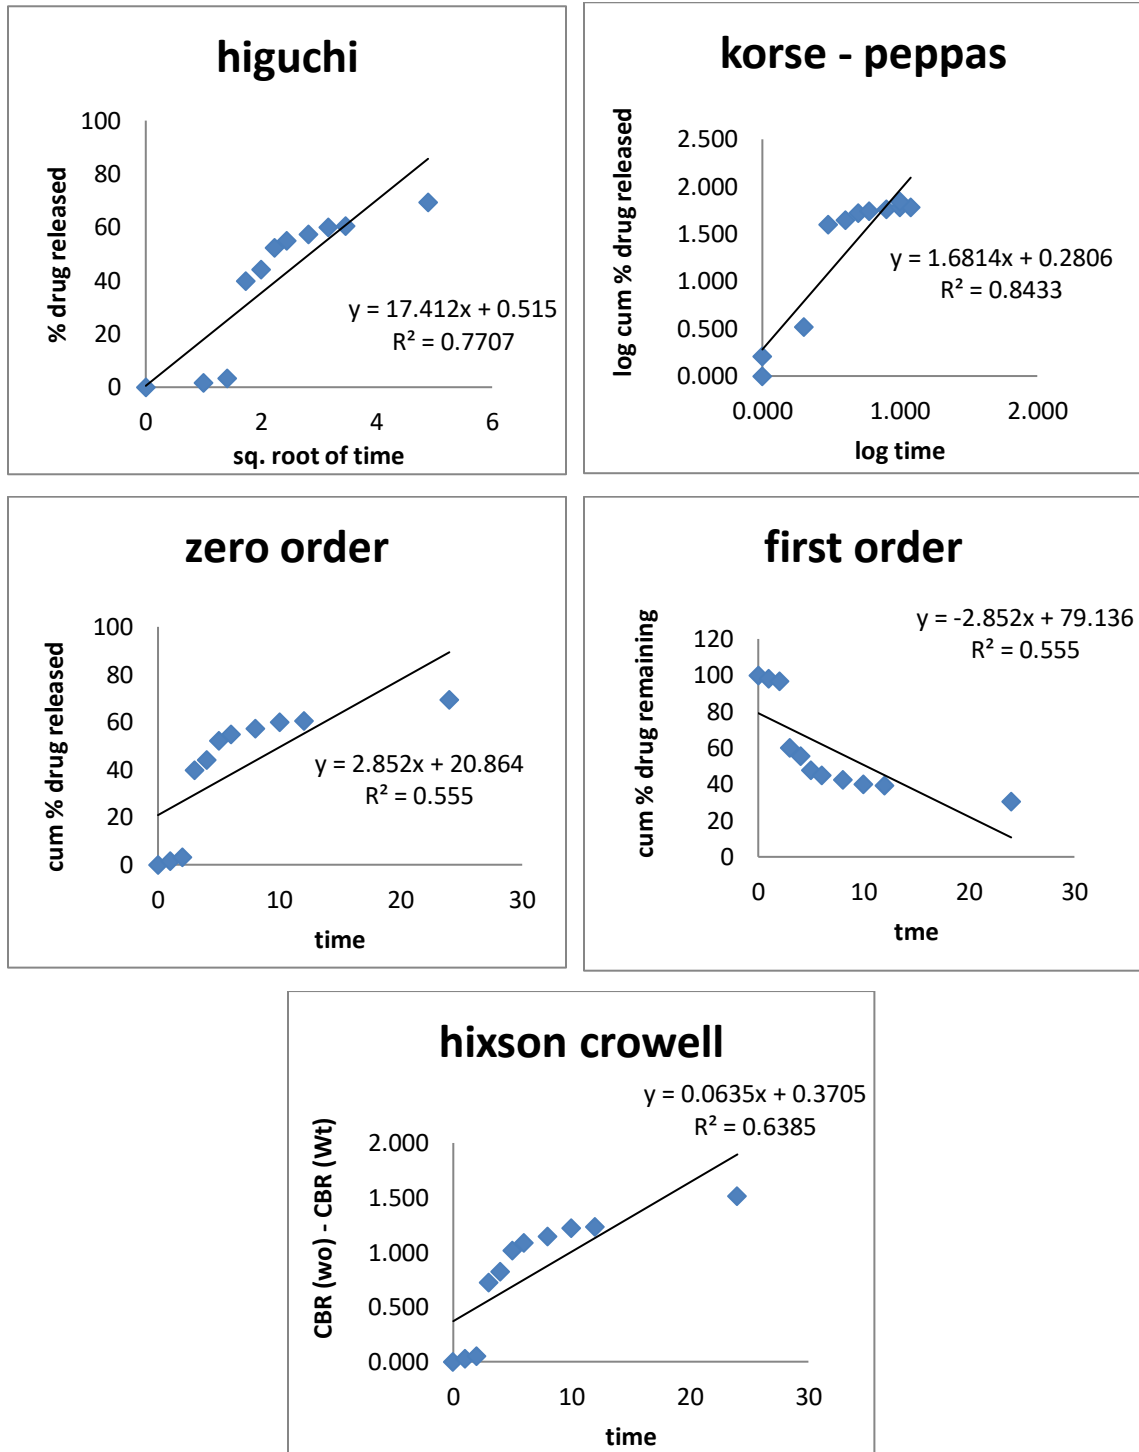 higuchi
% drug released
100
80
60
40
20
0
0 2 4 6
y = 17.412x + 0.515
R² = 0.7707
sq. root of time
korse - peppas
log cum % drug released
2.500
2.000
1.500
1.000
0.500
0.000
0.000 1.000 2.000
y = 1.6814x + 0.2806
R² = 0.8433
log time
zero order
cum % drug released
100
80
60
40
20
0
0 10 20 30
y = 2.852x + 20.864
R² = 0.555
time
first order
cum % drug remaining
y = -2.852x + 79.136
R² = 0.555
120
100
80
60
40
20
0
0 10 20 30
tme
hixson crowell
CBR (wo) - CBR (Wt)
y = 0.0635x + 0.3705
R² = 0.6385
2.000
1.500
1.000
0.500
0.000
0 10 20 30
time